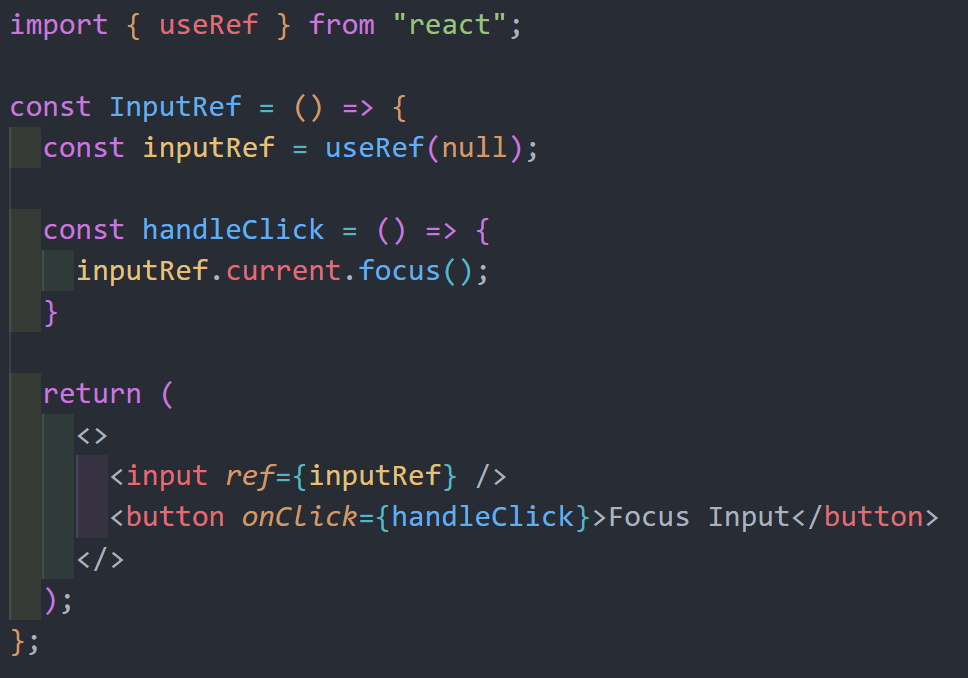 import { useRef } from "react";

const InputRef = () => {
  const inputRef = useRef(null);

  const handleClick = () => {
    inputRef.current.focus();
  }

  return (
    <>
      <input ref={inputRef} />
      <button onClick={handleClick}>Focus Input</button>
    </>
  );
};